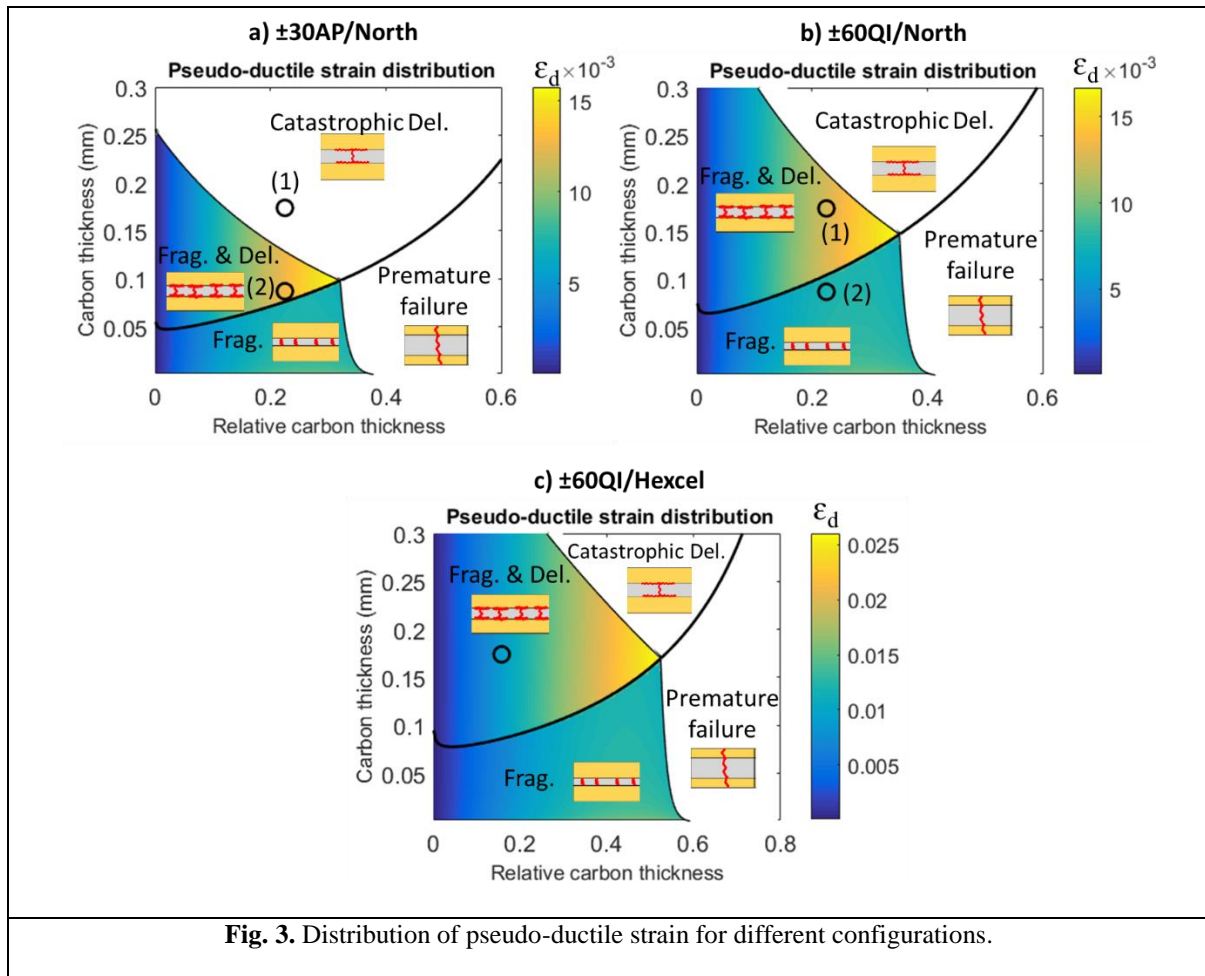 a) ±30AP/North
Pseudo-ductile strain distribution
εd ×10⁻³
0.3
0.25
0.2
0.15
0.1
0.05
Carbon thickness (mm)
Catastrophic Del.
(1)
Frag. & Del.
(2)
Premature
failure
Frag.
0
0.2
0.4
0.6
Relative carbon thickness
15
10
5
b) ±60QI/North
Pseudo-ductile strain distribution
εd ×10⁻³
0.3
0.25
0.2
0.15
0.1
0.05
Carbon thickness (mm)
Catastrophic Del.
Frag. & Del.
(1)
Premature
failure
(2)
Frag.
0
0.2
0.4
0.6
Relative carbon thickness
15
10
5
c) ±60QI/Hexcel
Pseudo-ductile strain distribution
εd
0.3
0.25
0.2
0.15
0.1
0.05
Carbon thickness (mm)
Catastrophic Del.
Frag. & Del.
Premature
failure
Frag.
0
0.2
0.4
0.6
0.8
Relative carbon thickness
0.025
0.02
0.015
0.01
0.005
Fig. 3. Distribution of pseudo-ductile strain for different configurations.